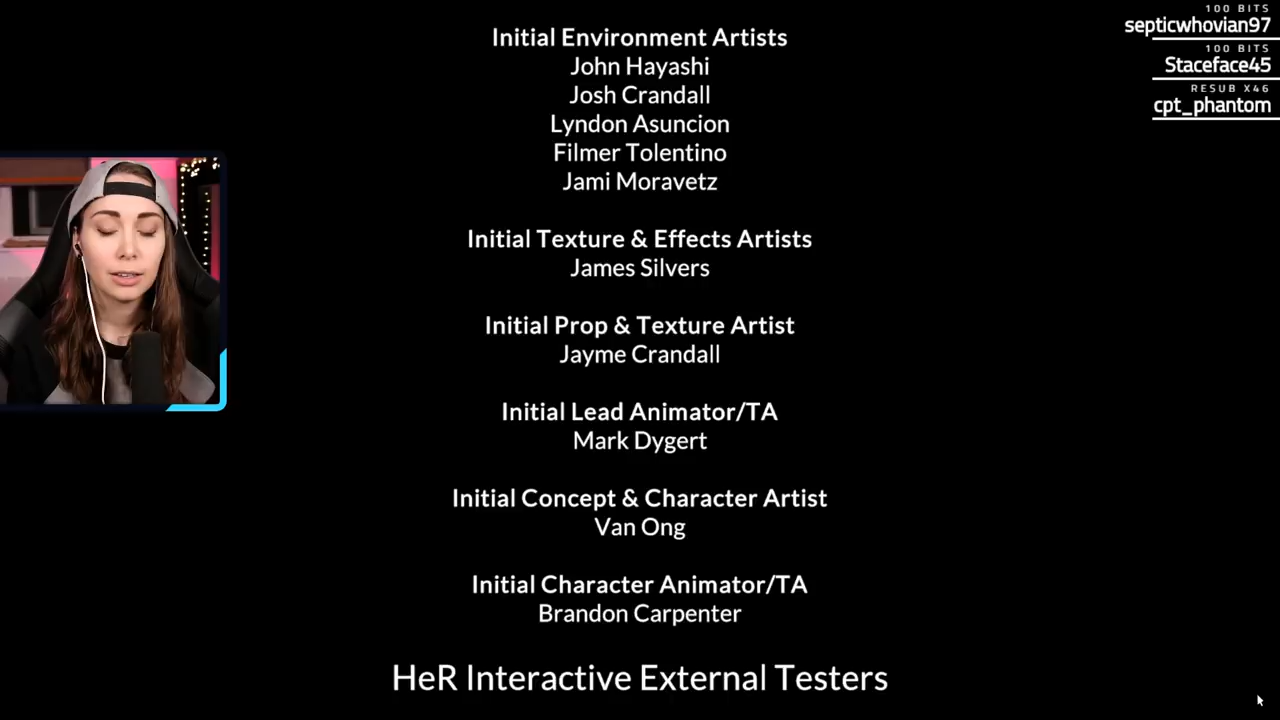 Initial Environment Artists
John Hayashi
Josh Crandall
Lyndon Asuncion
Filmer Tolentino
Jami Moravetz
Initial Texture & Effects Artists
James Silvers
Initial Prop & Texture Artist
Jayme Crandall
Initial Lead Animator/TA
Mark Dygert
Initial Concept & Character Artist
Van Ong
Initial Character Animator/TA
Brandon Carpenter
HeR Interactive External Testers
100 BITS
septicwhovian97
100 BITS
Staceface45
RESUB X46
cpt_phantom